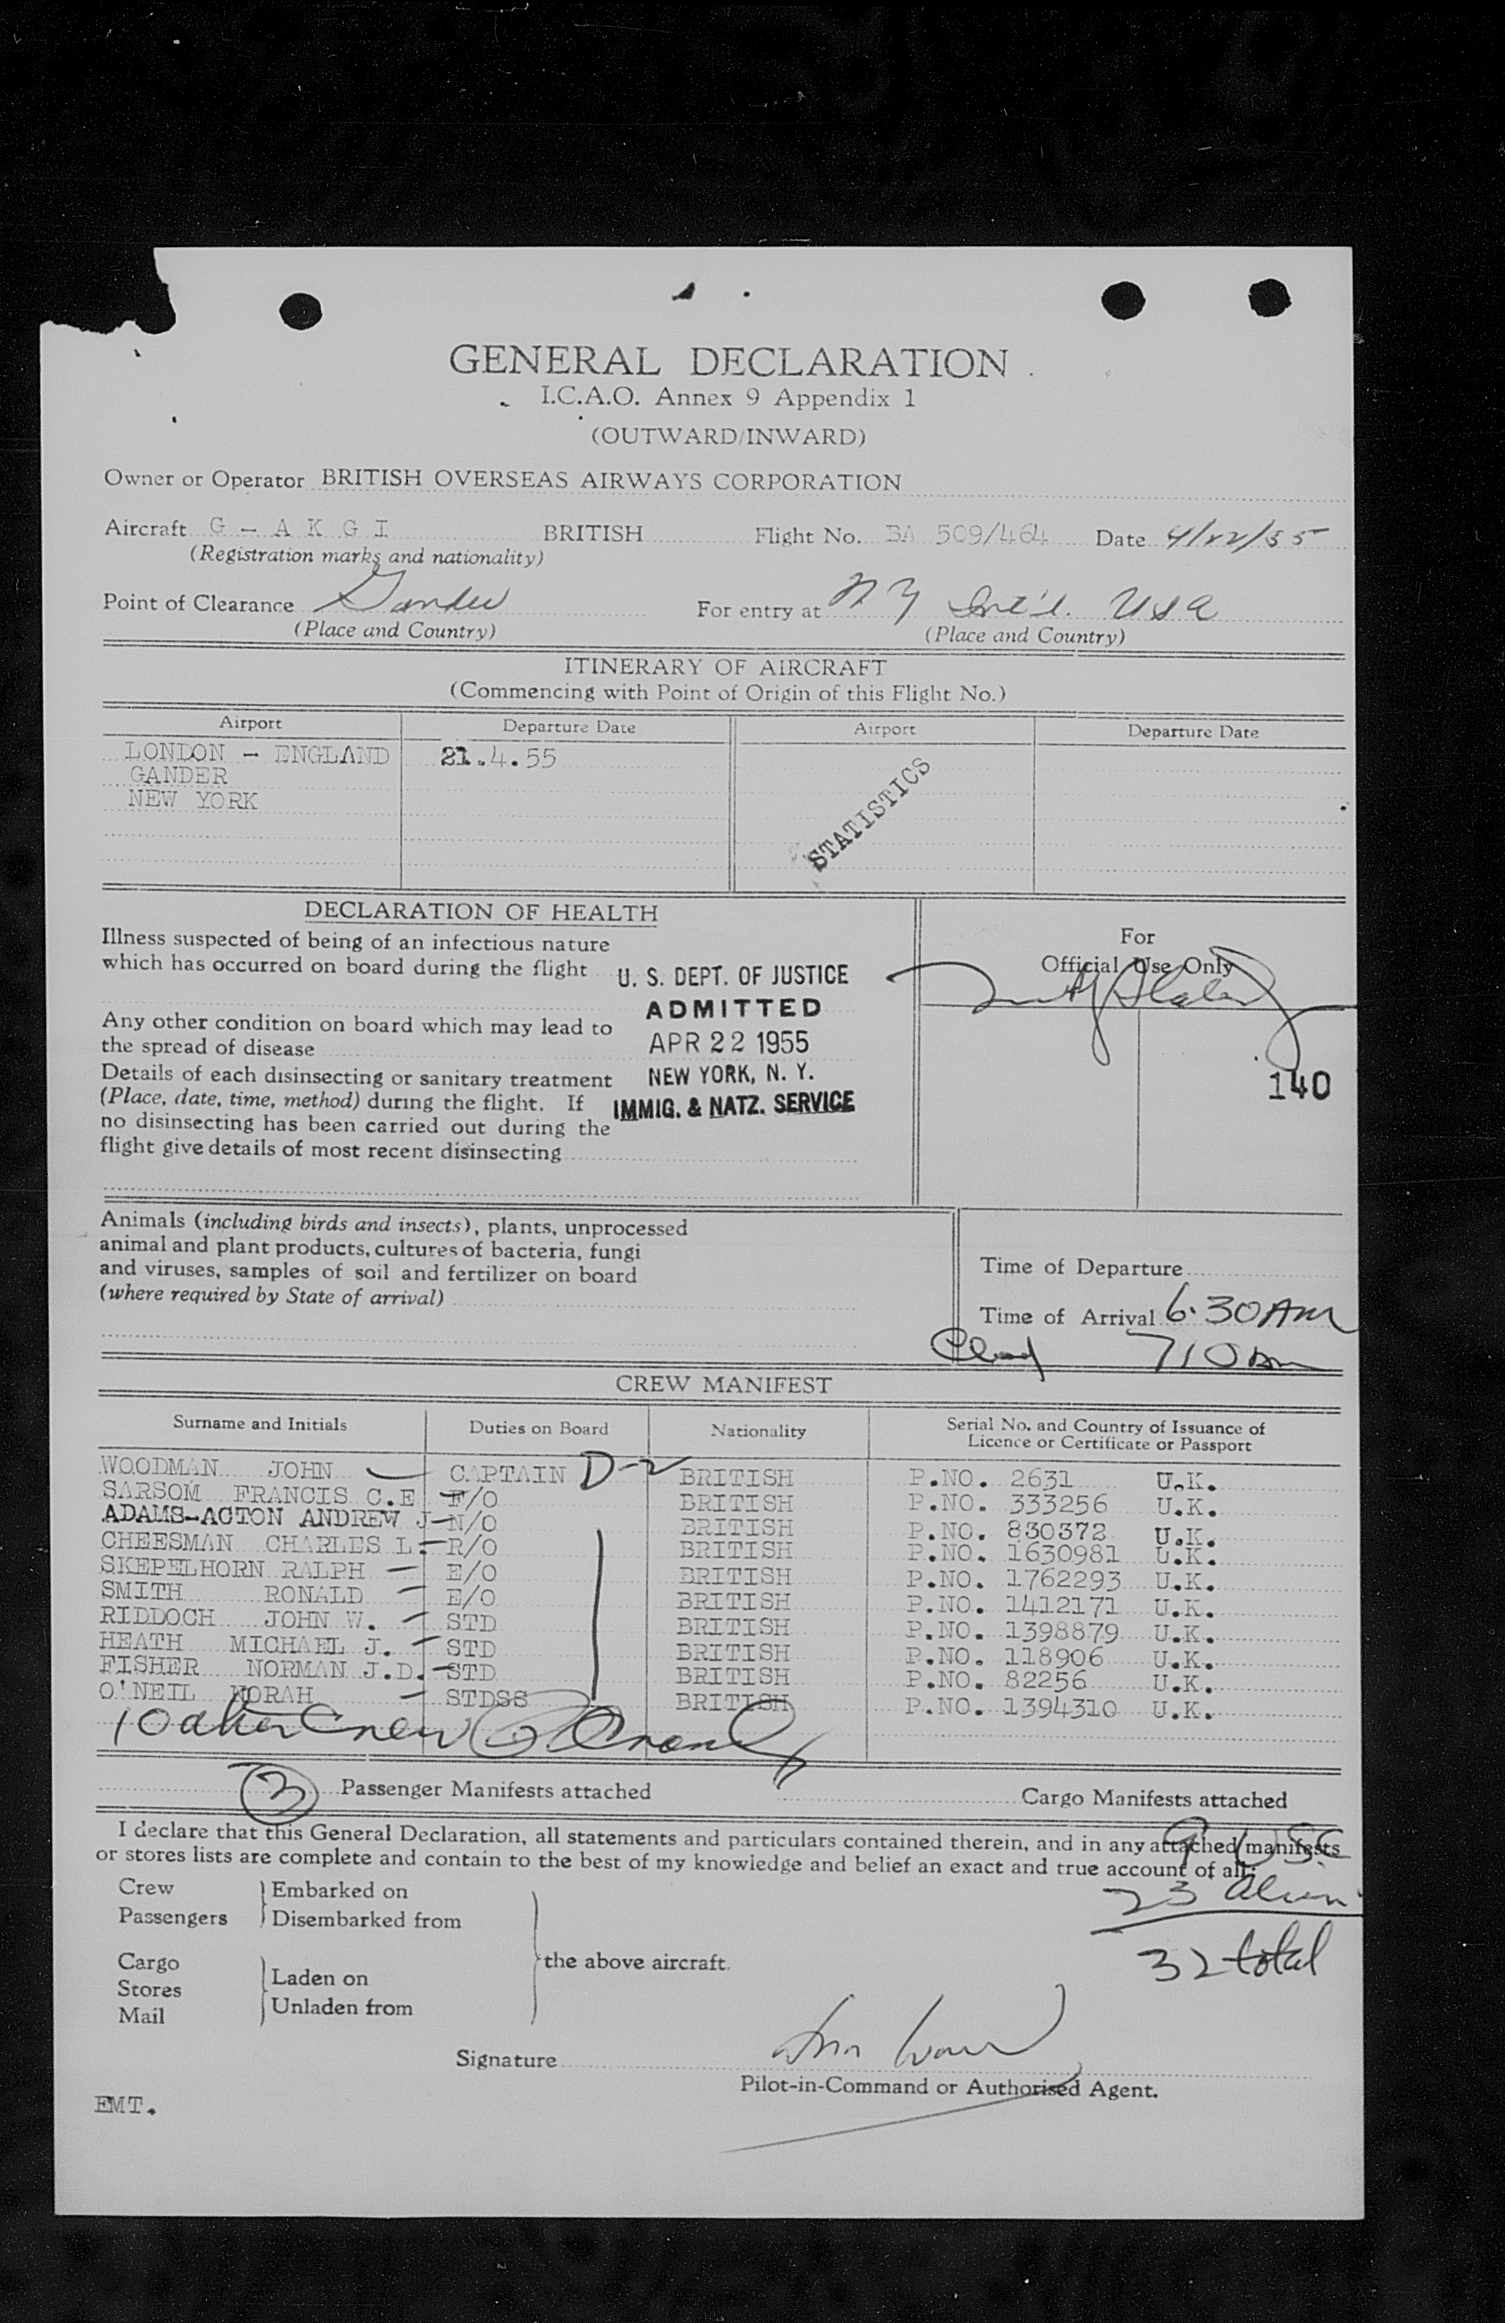 GENERAL DECLARATION
I.C.A.O. Annex 9 Appendix 1
(OUTWARD/INWARD)
Owner or Operator BRITISH OVERSEAS AIRWAYS CORPORATION
Aircraft G - A K G I BRITISH Flight No. BA 509/464 Date 4/22/55
(Registration marks and nationality)
Point of Clearance Gander For entry at N Y Int'l. USA
(Place and Country) (Place and Country)
ITINERARY OF AIRCRAFT
(Commencing with Point of Origin of this Flight No.)
Airport Departure Date Airport Departure Date
LONDON - ENGLAND 21.4.55
GANDER
NEW YORK
STATISTICS
DECLARATION OF HEALTH
Illness suspected of being of an infectious nature
which has occurred on board during the flight
Any other condition on board which may lead to
the spread of disease
Details of each disinsecting or sanitary treatment
(Place, date, time, method) during the flight. If
no disinsecting has been carried out during the
flight give details of most recent disinsecting
U. S. DEPT. OF JUSTICE
ADMITTED
APR 22 1955
NEW YORK, N. Y.
IMMIG. & NATZ. SERVICE
For
Official Use Only
140
Animals (including birds and insects), plants, unprocessed
animal and plant products, cultures of bacteria, fungi
and viruses, samples of soil and fertilizer on board
(where required by State of arrival)
Time of Departure
Time of Arrival 6.30 AM
710 am
CREW MANIFEST
Surname and Initials Duties on Board Nationality Serial No. and Country of Issuance of
Licence or Certificate or Passport
WOODMAN JOHN CAPTAIN D-2 BRITISH P.NO. 2631 U.K.
SARSOM FRANCIS C.E F/O BRITISH P.NO. 333256 U.K.
ADAMS-ACTON ANDREW J N/O BRITISH P.NO. 830372 U.K.
CHEESMAN CHARLES L. R/O BRITISH P.NO. 1630981 U.K.
SKEPELHORN RALPH E/O BRITISH P.NO. 1762293 U.K.
SMITH RONALD E/O BRITISH P.NO. 1412171 U.K.
RIDDOCH JOHN W. STD BRITISH P.NO. 1398879 U.K.
HEATH MICHAEL J. STD BRITISH P.NO. 118906 U.K.
FISHER NORMAN J.D. STD BRITISH P.NO. 82256 U.K.
O'NEIL NORAH STDSS BRITISH P.NO. 1394310 U.K.
10 alien Crew
3 Passenger Manifests attached Cargo Manifests attached
I declare that this General Declaration, all statements and particulars contained therein, and in any attached manifests
or stores lists are complete and contain to the best of my knowledge and belief an exact and true account of all:
9 USC
23 alien
32 total
Crew Embarked on
Passengers Disembarked from
the above aircraft.
Cargo
Stores Laden on
Mail Unladen from
Signature
Pilot-in-Command or Authorised Agent.
EMT.